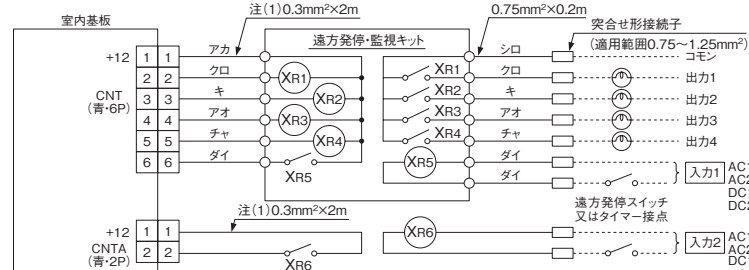 室内基板
注(1)0.3mm²×2m
0.75mm²×0.2m
突合せ形接続子
(適用範囲0.75～1.25mm²)
遠方発停・監視キット
+12 1 1 アカ シロ コモン
2 2 クロ XR1 XR1 クロ 出力1
CNT
(青・6P)
3 3 キ XR2 XR2 キ 出力2
4 4 アオ XR3 XR3 アオ 出力3
5 5 チャ XR4 XR4 チャ 出力4
6 6 ダイ XR5 XR5 ダイ
ダイ
入力1
遠方発停スイッチ
又はタイマー接点
注(1)0.3mm²×2m
+12 1 1 XR6
CNTA
(青・2P)
2 2 XR6
入力2